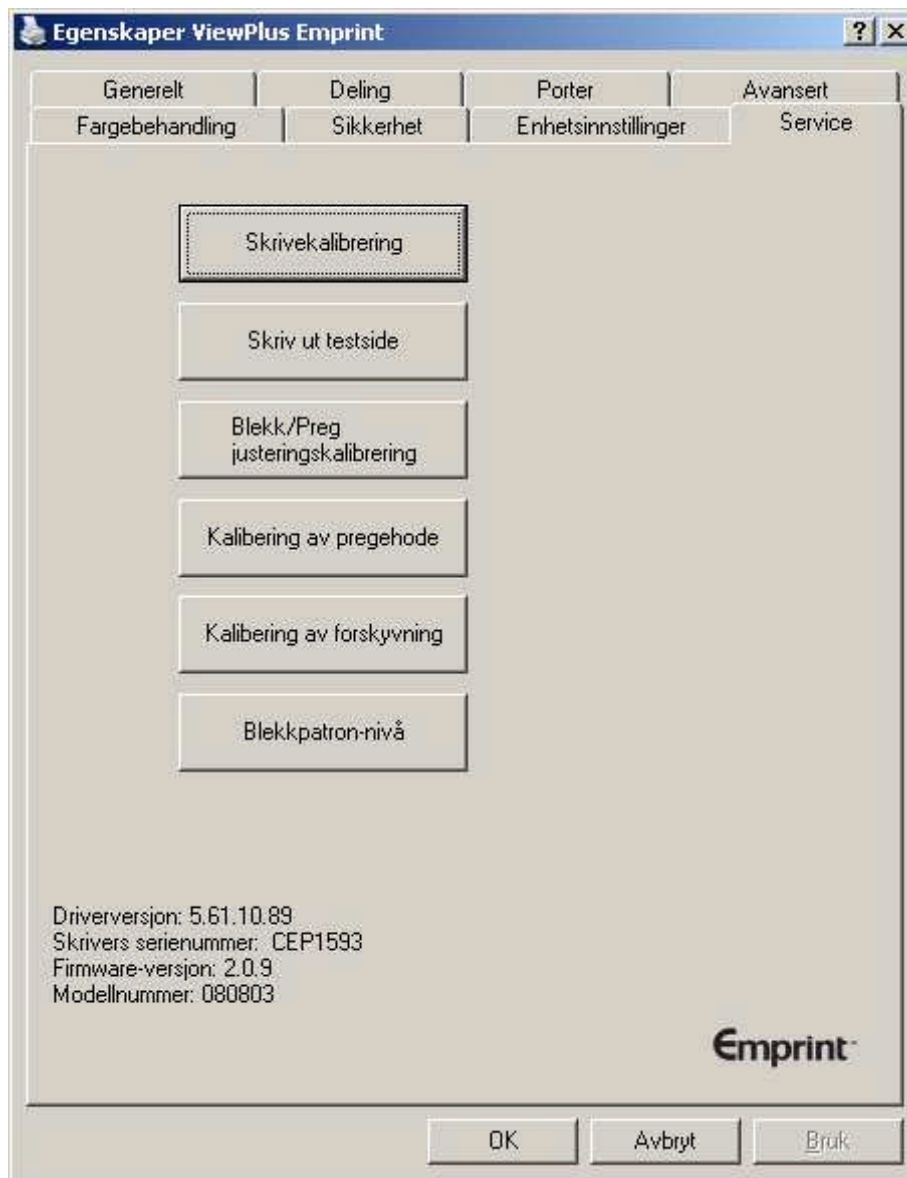 Egenskaper ViewPlus Emprint
Generelt Deling Porter Avansert
Fargebehandling Sikkerhet Enhetsinnstillinger Service
Skrivekalibrering
Skriv ut testside
Blekk/Preg
justeringskalibrering
Kalibering av pregehode
Kalibering av forskyvning
Blekkpatron-nivå
Driverversjon: 5.61.10.89
Skrivers serienummer: CEP1593
Firmware-versjon: 2.0.9
Modellnummer: 080803
Emprint
OK Avbryt Bruk